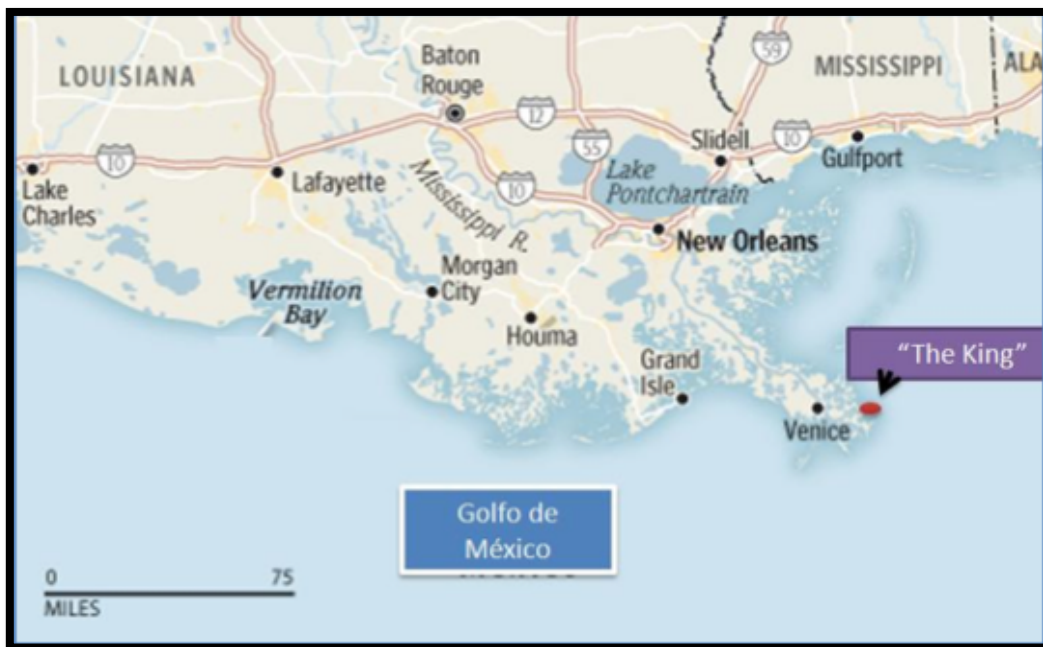 LOUISIANA
Baton
Rouge
59
MISSISSIPPI
ALA
12
10
55
Slidell
10
Gulfport
Lake
Charles
Lafayette
Mississippi R.
10
Lake
Pontchartrain
New Orleans
Vermilion
Bay
Morgan
City
Houma
Grand
Isle
"The King"
Venice
Golfo de
México
0 75
MILES